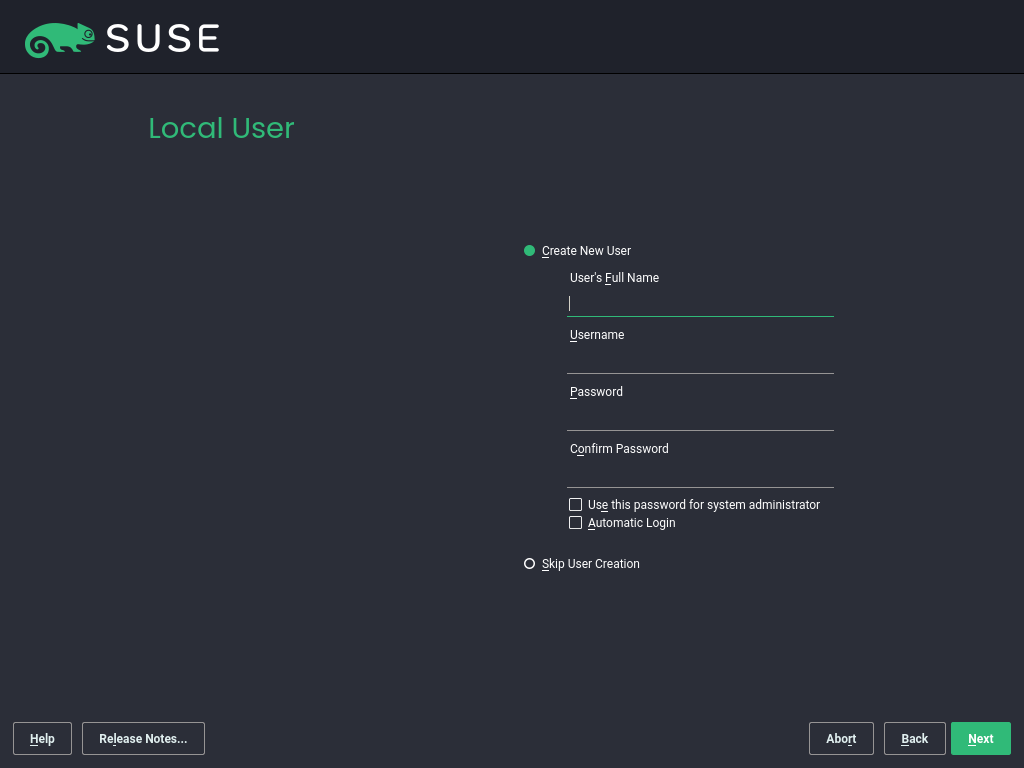 SUSE
Local User
Create New User
User's Full Name
Username
Password
Confirm Password
Use this password for system administrator
Automatic Login
Skip User Creation
Help Release Notes... Abort Back Next